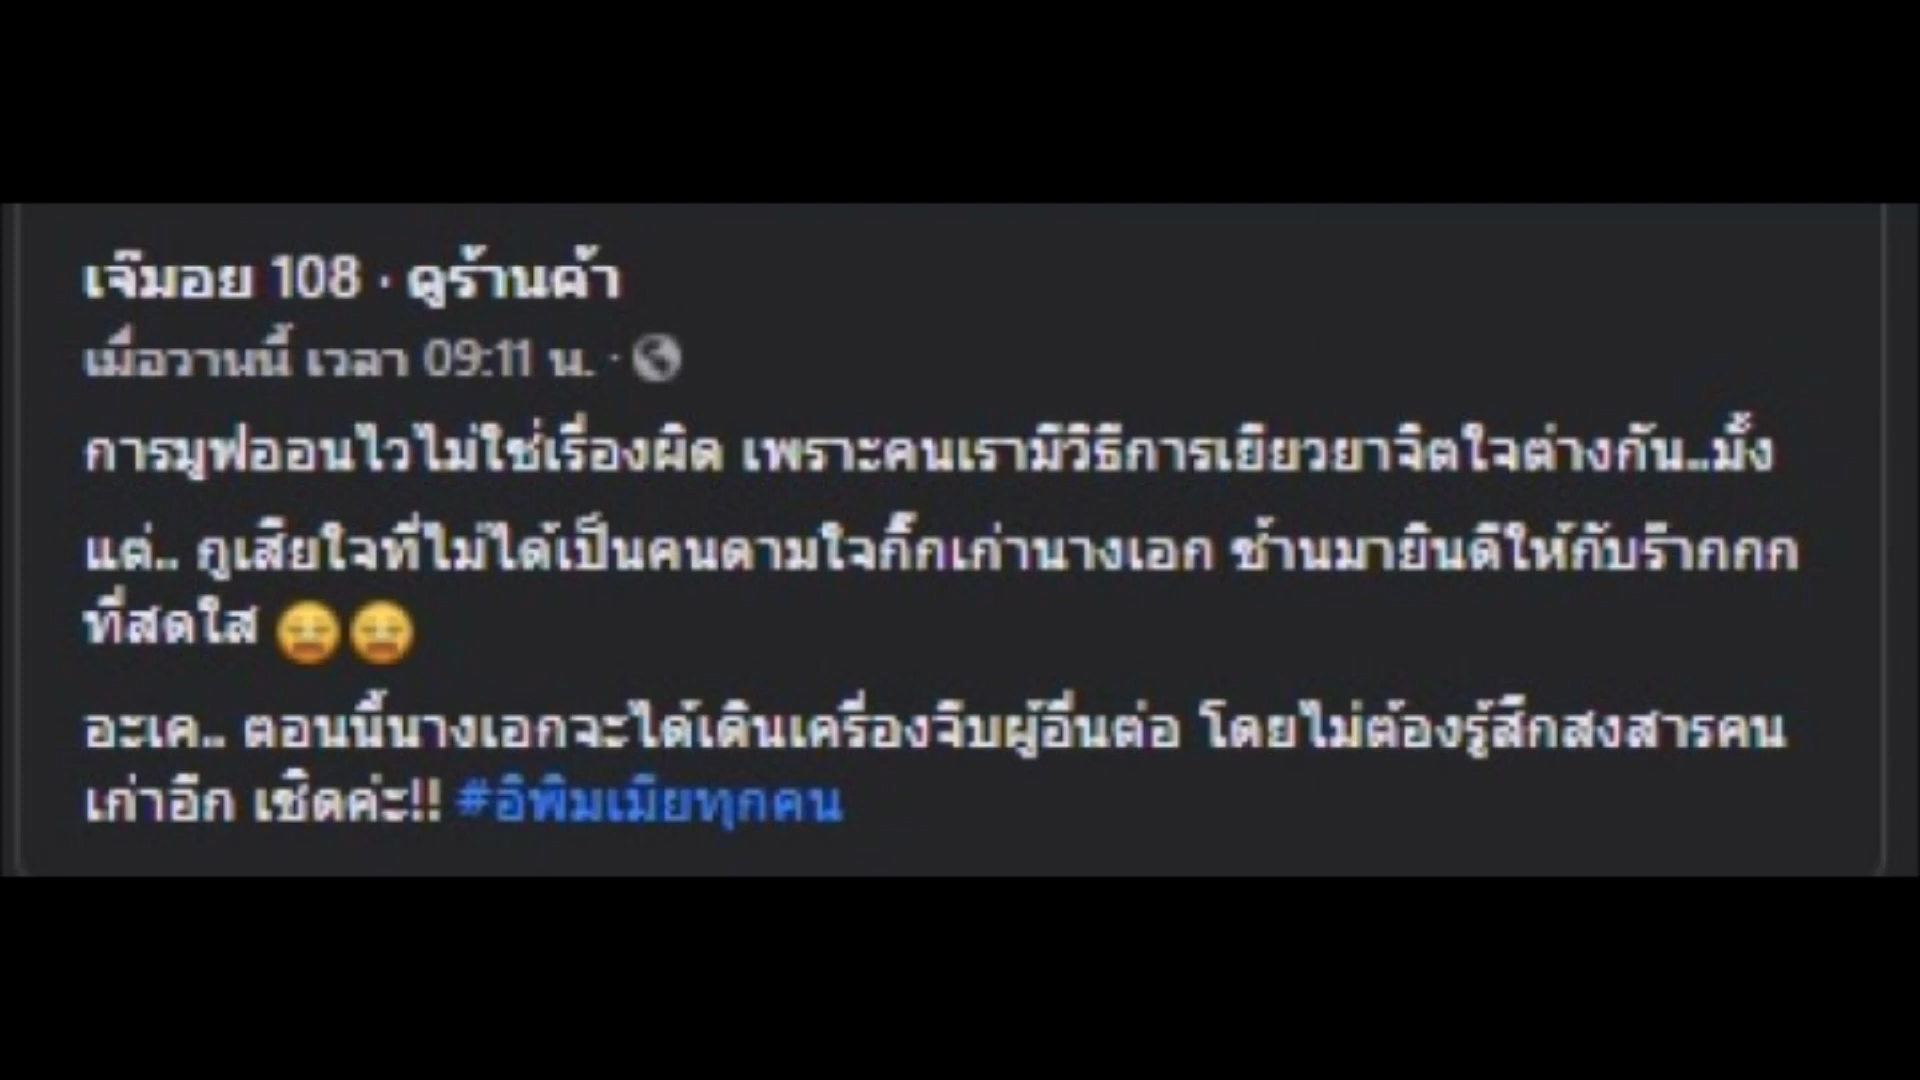 เจ๊มอย 108 · ดูร้านค้า
เมื่อวานนี้ เวลา 09:11 น. ·
การมูฟออนไวไม่ใช่เรื่องผิด เพราะคนเรามีวิธีการเยียวยาจิตใจต่างกัน..มั้ง
แต่.. กูเสียใจที่ไม่ได้เป็นคนดามใจกิ๊กเก่านางเอก ช้านมายินดีให้กับร๊ากกก
ที่สดใส 😩😩
อะเค.. ตอนนี้นางเอกจะได้เดินเครื่องจีบผู้อื่นต่อ โดยไม่ต้องรู้สึกสงสารคน
เก่าอีก เชิ๊ดค่ะ!! #อิพิมเมียทุกคน